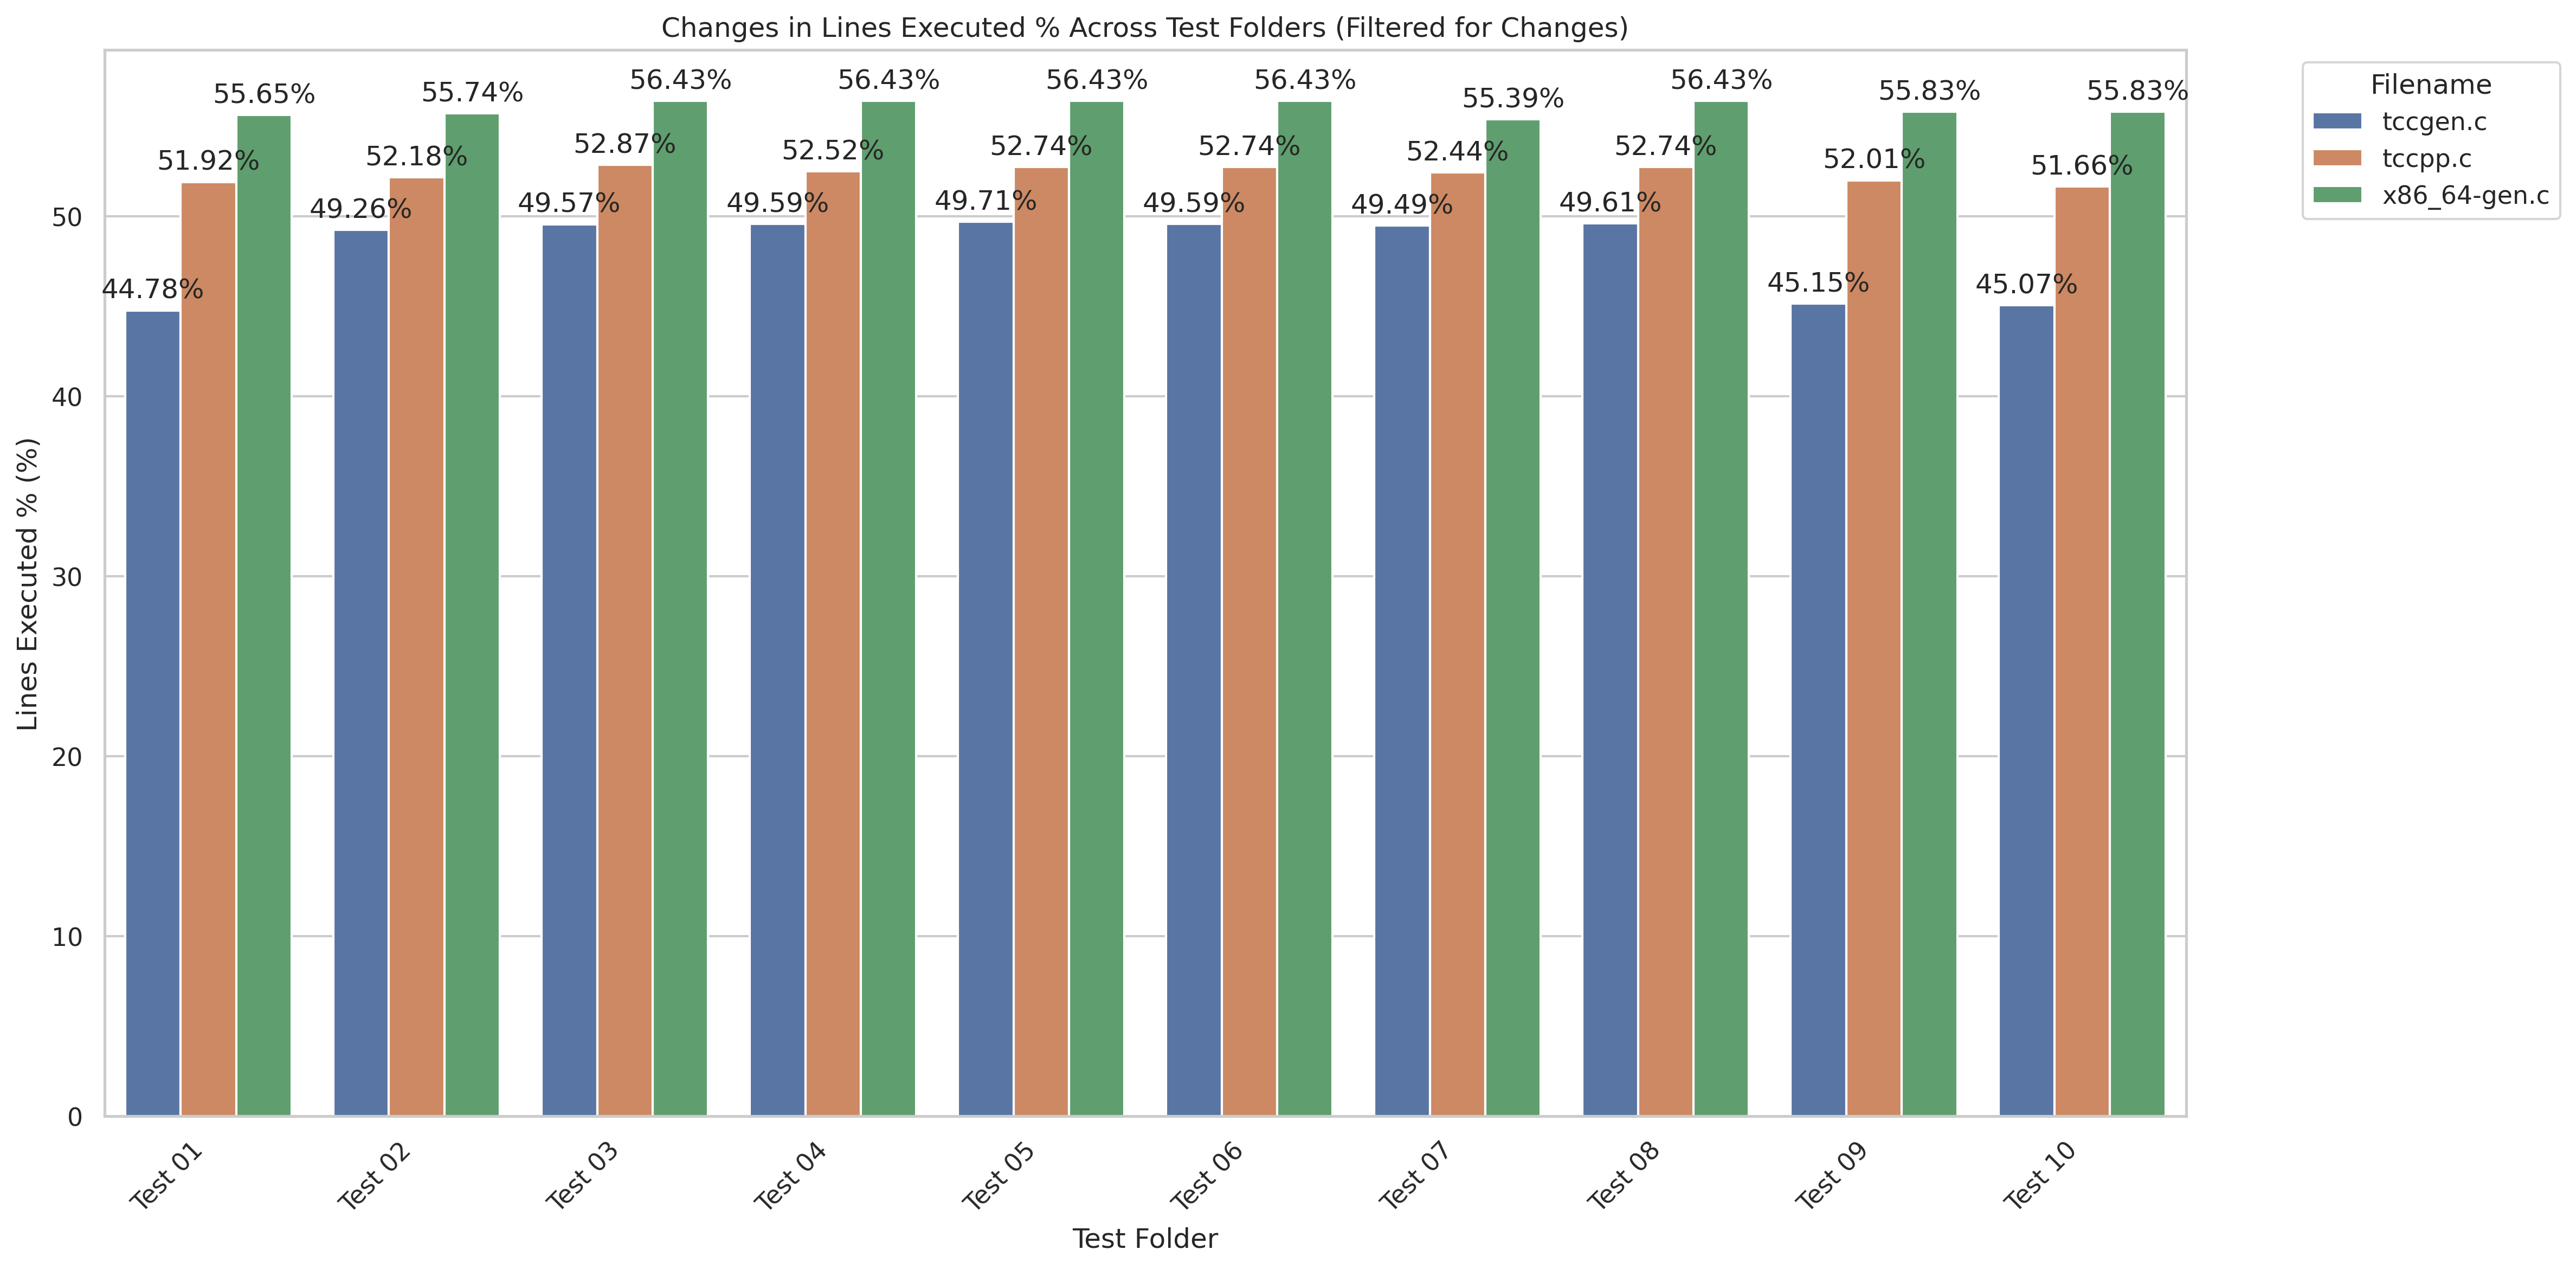 Changes in Lines Executed % Across Test Folders (Filtered for Changes)
Lines Executed % (%)
50
40
30
20
10
0
44.78%
51.92%
55.65%
49.26%
52.18%
55.74%
49.57%
52.87%
56.43%
49.59%
52.52%
56.43%
49.71%
52.74%
56.43%
49.59%
52.74%
56.43%
49.49%
52.44%
55.39%
49.61%
52.74%
56.43%
45.15%
52.01%
55.83%
45.07%
51.66%
55.83%
Test 01
Test 02
Test 03
Test 04
Test 05
Test 06
Test 07
Test 08
Test 09
Test 10
Test Folder
Filename
tccgen.c
tccpp.c
x86_64-gen.c